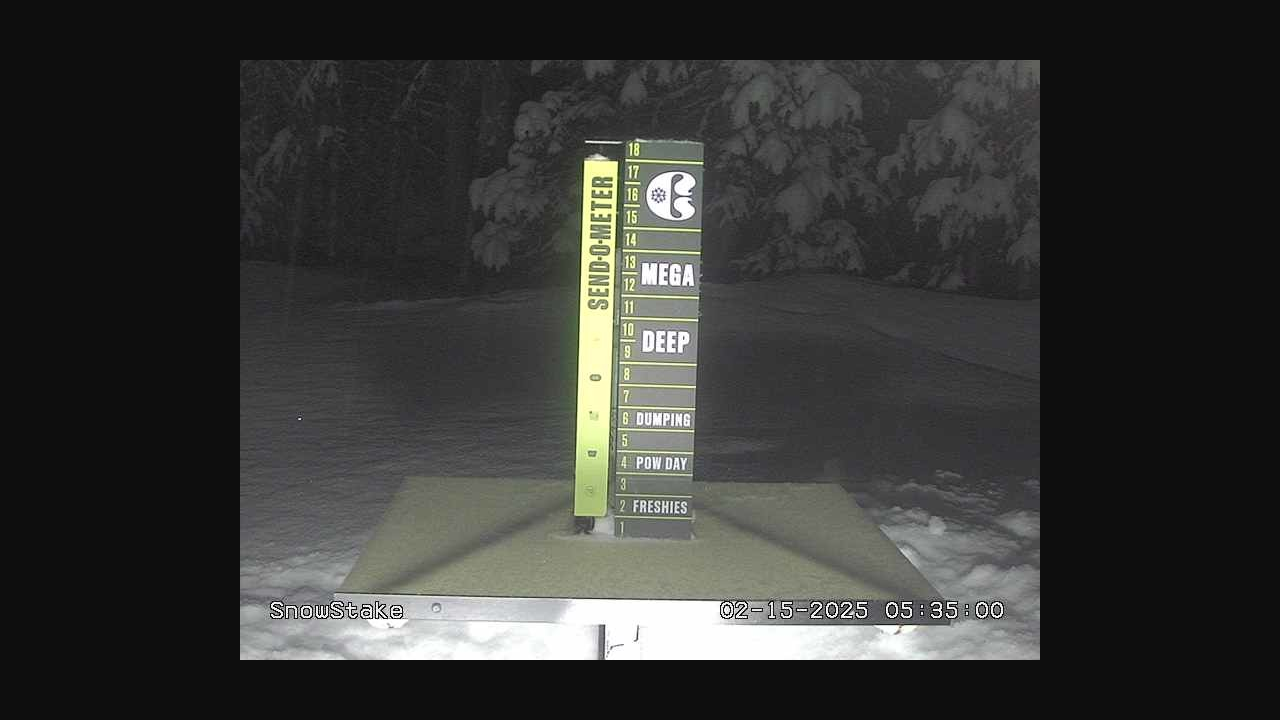 SEND-O-METER
18
17
16
15
14
13
12 MEGA
11
10
9 DEEP
8
7
6 DUMPING
5
4 POW DAY
3
2 FRESHIES
1
SnowStake
02-15-2025 05:35:00